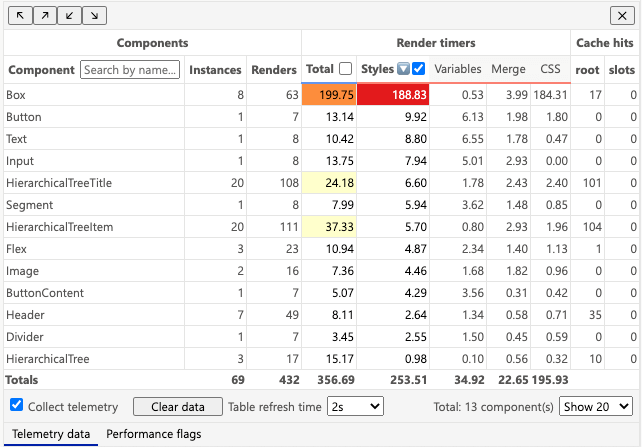 Components Render timers Cache hits
Component Search by name... Instances Renders Total Styles Variables Merge CSS root slots
Box 8 63 199.75 188.83 0.53 3.99 184.31 17 0
Button 1 7 13.14 9.92 6.13 1.98 1.80 0 0
Text 1 8 10.42 8.80 6.55 1.78 0.47 0 0
Input 1 8 13.75 7.94 5.01 2.93 0.00 0 0
HierarchicalTreeTitle 20 108 24.18 6.60 1.78 2.43 2.40 101 0
Segment 1 8 7.99 5.94 3.62 1.48 0.85 0 0
HierarchicalTreeItem 20 111 37.33 5.70 0.80 2.93 1.96 104 0
Flex 3 23 10.94 4.87 2.34 1.40 1.13 1 0
Image 2 16 7.36 4.46 1.68 1.82 0.96 0 0
ButtonContent 1 7 5.07 4.29 3.56 0.31 0.42 0 0
Header 7 49 8.11 2.64 1.34 0.58 0.71 35 0
Divider 1 7 3.45 2.55 1.50 0.45 0.59 0 0
HierarchicalTree 3 17 15.17 0.98 0.10 0.56 0.32 10 0
Totals 69 432 356.69 253.51 34.92 22.65 195.93
Collect telemetry Clear data Table refresh time 2s Total: 13 component(s) Show 20
Telemetry data Performance flags